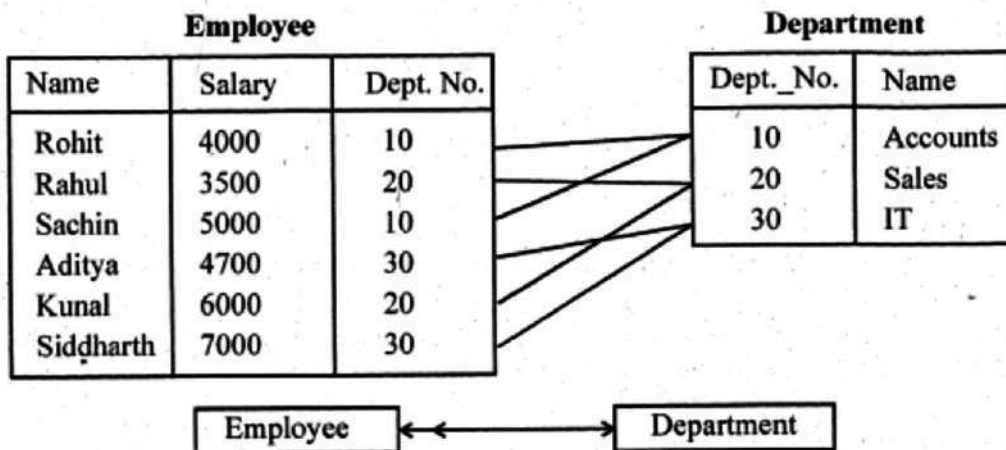 Employee
Department
Name Salary Dept. No.
Dept._No. Name
Rohit 4000 10
10 Accounts
Rahul 3500 20
20 Sales
Sachin 5000 10
30 IT
Aditya 4700 30
Kunal 6000 20
Siddharth 7000 30
Employee Department